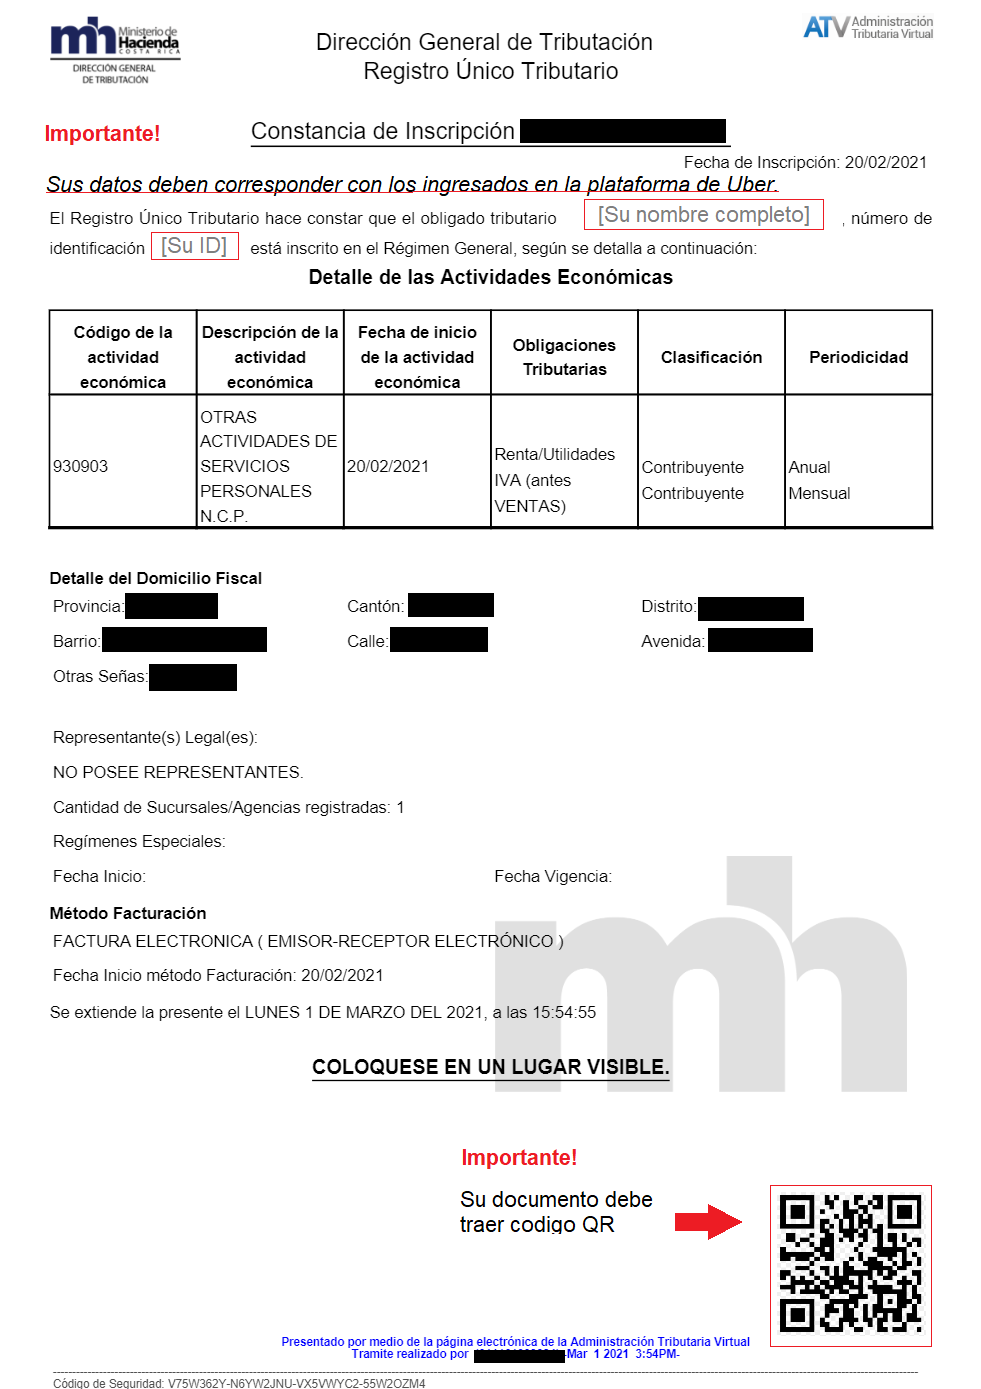 Ministerio de
Hacienda
COSTA RICA
DIRECCIÓN GENERAL
DE TRIBUTACIÓN
Dirección General de Tributación
Registro Único Tributario
ATV Administración
Tributaria Virtual
Importante!
Constancia de Inscripción
Fecha de Inscripción: 20/02/2021
Sus datos deben corresponder con los ingresados en la plataforma de Uber.
El Registro Único Tributario hace constar que el obligado tributario [Su nombre completo] , número de
identificación [Su ID] está inscrito en el Régimen General, según se detalla a continuación:
Detalle de las Actividades Económicas
Código de la
actividad
económica
Descripción de la
actividad
económica
Fecha de inicio
de la actividad
económica
Obligaciones
Tributarias
Clasificación
Periodicidad
930903
OTRAS
ACTIVIDADES DE
SERVICIOS
PERSONALES
N.C.P.
20/02/2021
Renta/Utilidades
IVA (antes
VENTAS)
Contribuyente
Contribuyente
Anual
Mensual
Detalle del Domicilio Fiscal
Provincia:
Cantón:
Distrito:
Barrio:
Calle:
Avenida:
Otras Señas:
Representante(s) Legal(es):
NO POSEE REPRESENTANTES.
Cantidad de Sucursales/Agencias registradas: 1
Regímenes Especiales:
Fecha Inicio:
Fecha Vigencia:
Método Facturación
FACTURA ELECTRONICA ( EMISOR-RECEPTOR ELECTRÓNICO )
Fecha Inicio método Facturación: 20/02/2021
Se extiende la presente el LUNES 1 DE MARZO DEL 2021, a las 15:54:55
mh
COLOQUESE EN UN LUGAR VISIBLE.
Importante!
Su documento debe
traer codigo QR
Presentado por medio de la página electrónica de la Administración Tributaria Virtual
Tramite realizado por -Mar 1 2021 3:54PM-
Código de Seguridad: V75W362Y-N6YW2JNU-VX5VWYC2-55W2OZM4